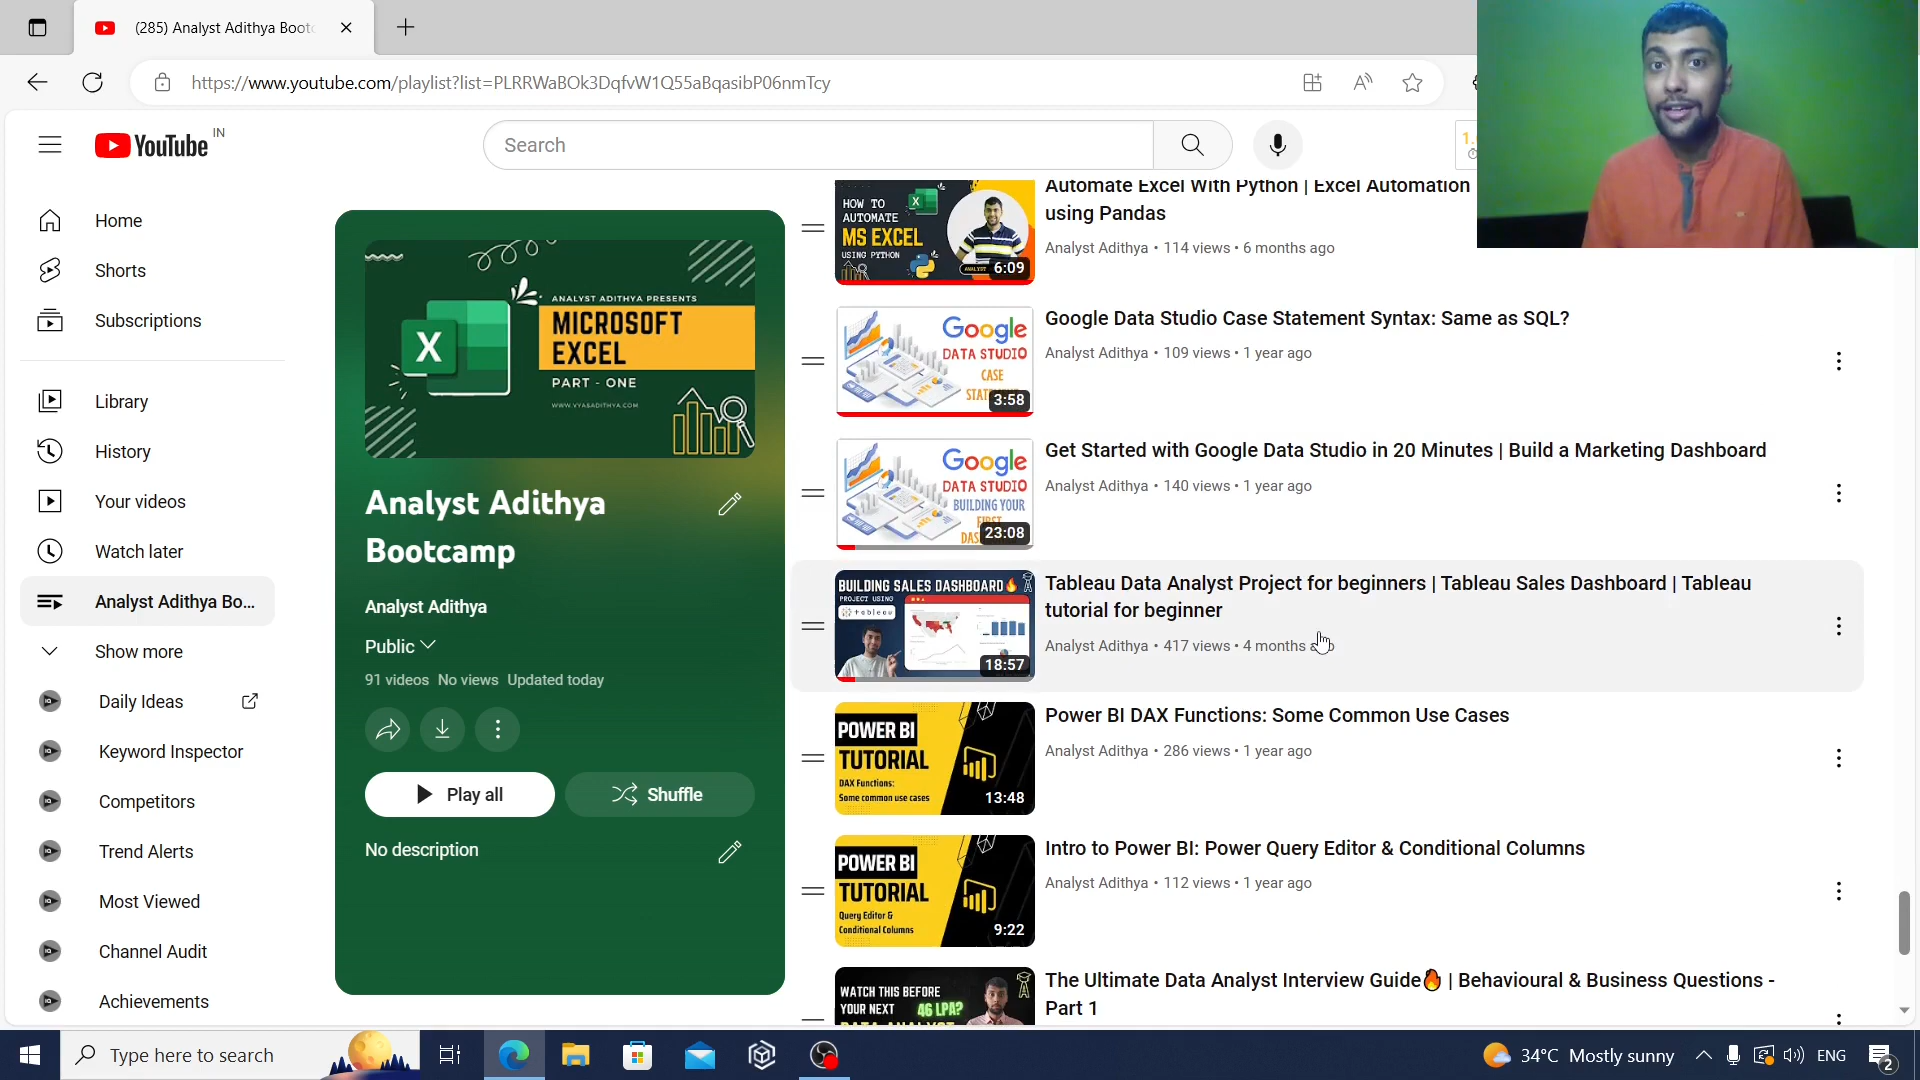 (285) Analyst Adithya Boot
https://www.youtube.com/playlist?list=PLRRWaBOk3DqfvW1Q55aBqasibP06nmTcy
YouTube IN
Search
Home
Shorts
Subscriptions
Library
History
Your videos
Watch later
Analyst Adithya Bo...
Show more
Daily Ideas
Keyword Inspector
Competitors
Trend Alerts
Most Viewed
Channel Audit
Achievements
ANALYST ADITHYA PRESENTS
MICROSOFT
EXCEL
PART - ONE
WWW.VYASADITHYA.COM
Analyst Adithya
Bootcamp
Analyst Adithya
Public
91 videos No views Updated today
Play all
Shuffle
No description
HOW TO
AUTOMATE
MS EXCEL
USING PYTHON
ANALYST
6:09
Automate Excel With Python | Excel Automation
using Pandas
Analyst Adithya • 114 views • 6 months ago
Google
DATA STUDIO
CASE
3:58
Google Data Studio Case Statement Syntax: Same as SQL?
Analyst Adithya • 109 views • 1 year ago
Google
DATA STUDIO
BUILDING YOUR
FIRST
23:08
Get Started with Google Data Studio in 20 Minutes | Build a Marketing Dashboard
Analyst Adithya • 140 views • 1 year ago
BUILDING SALES DASHBOARD
PROJECT USING
tableau
18:57
Tableau Data Analyst Project for beginners | Tableau Sales Dashboard | Tableau
tutorial for beginner
Analyst Adithya • 417 views • 4 months
POWER BI
TUTORIAL
DAX Functions:
Some common use cases
13:48
Power BI DAX Functions: Some Common Use Cases
Analyst Adithya • 286 views • 1 year ago
POWER BI
TUTORIAL
Query Editor &
Conditional Columns
9:22
Intro to Power BI: Power Query Editor & Conditional Columns
Analyst Adithya • 112 views • 1 year ago
WATCH THIS BEFORE
YOUR NEXT 46 LPA?
The Ultimate Data Analyst Interview Guide🔥 | Behavioural & Business Questions -
Part 1
Type here to search
34°C Mostly sunny
ENG
2